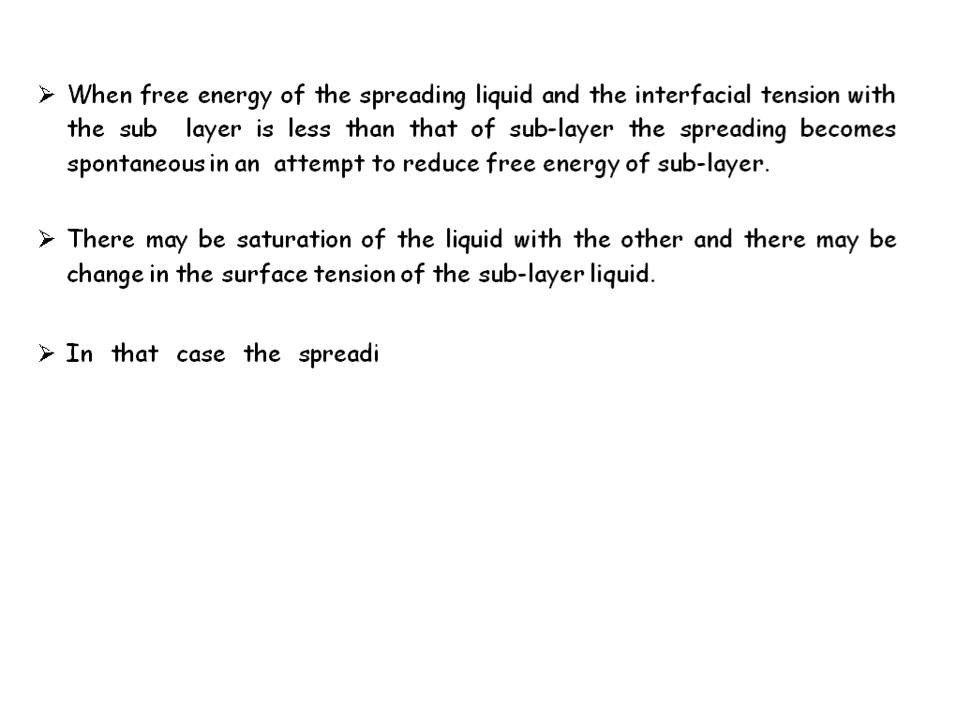 ➢ When free energy of the spreading liquid and the interfacial tension with
the sub layer is less than that of sub-layer the spreading becomes
spontaneous in an attempt to reduce free energy of sub-layer.
➢ There may be saturation of the liquid with the other and there may be
change in the surface tension of the sub-layer liquid.
➢ In that case the spreadi